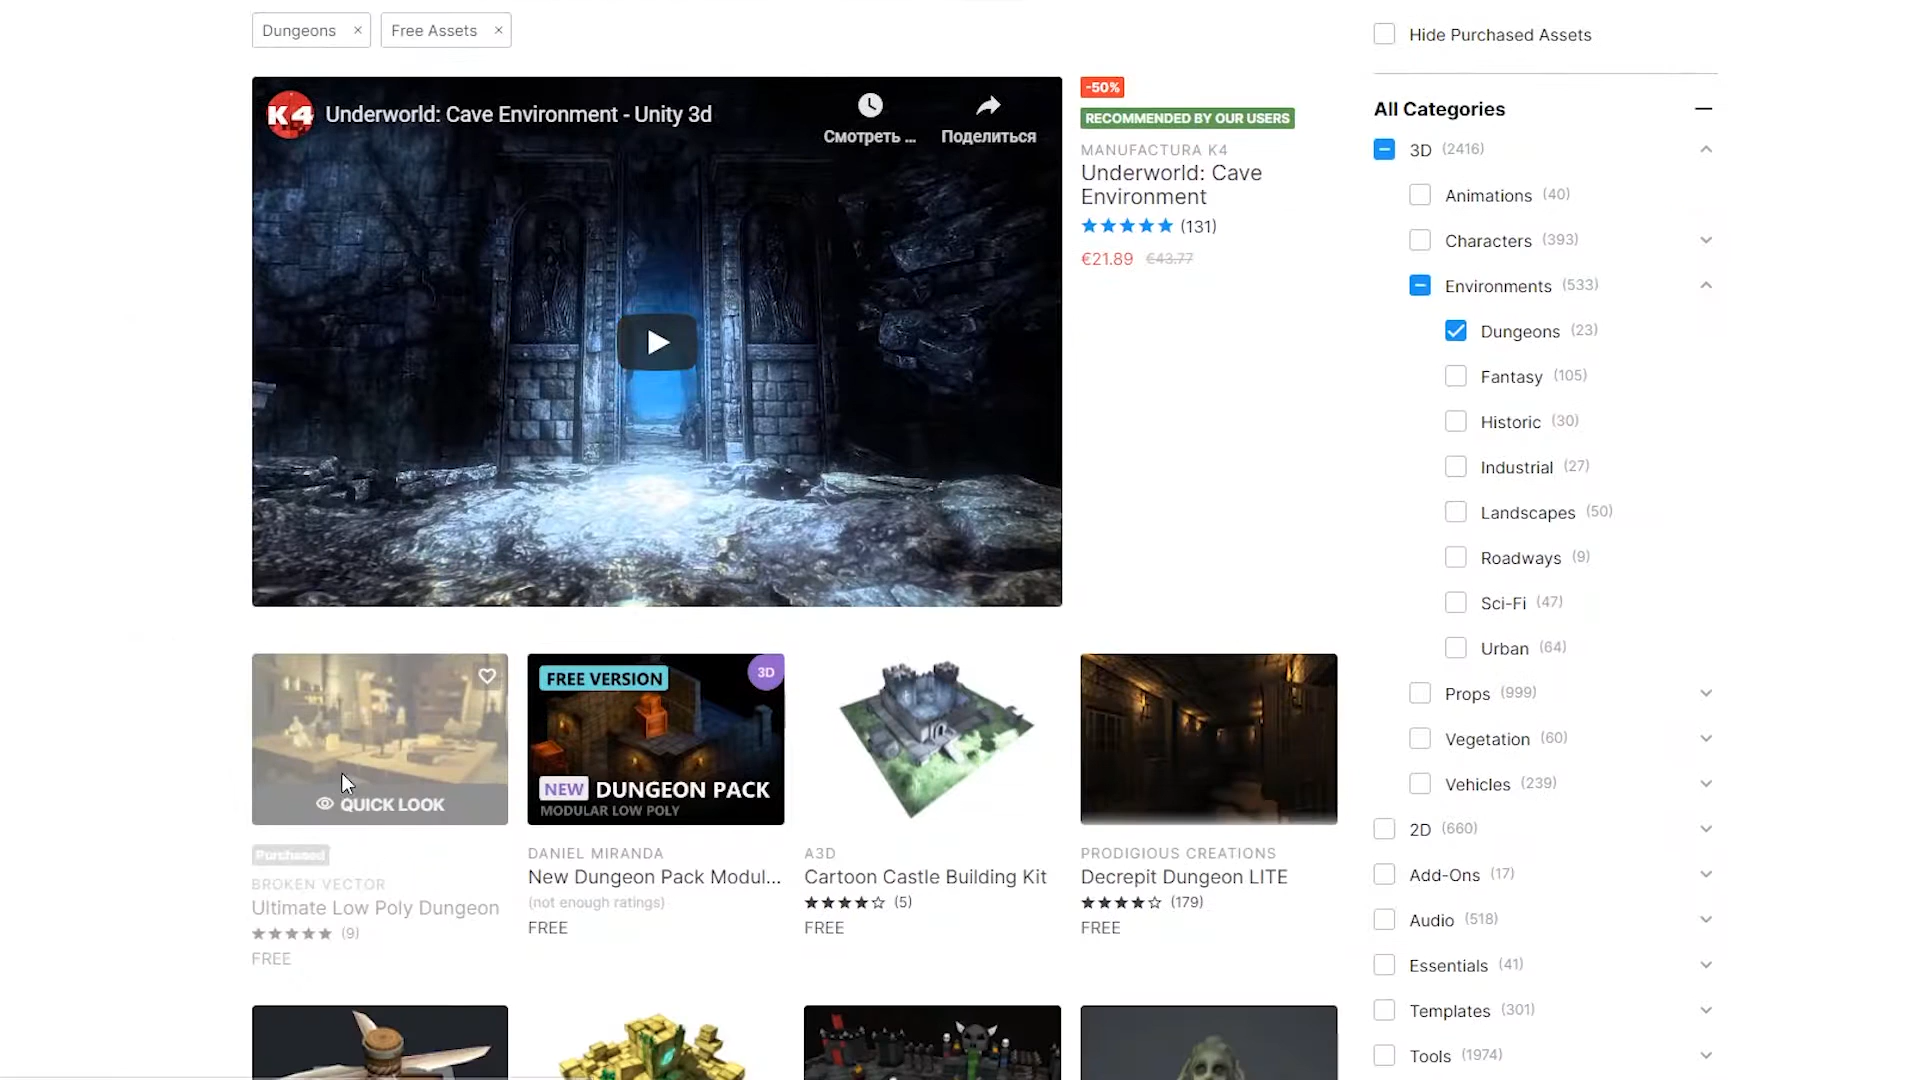 Dungeons ×
Free Assets ×
K4 Underworld: Cave Environment - Unity 3d
Смотреть ...
Поделиться
-50%
RECOMMENDED BY OUR USERS
MANUFACTURA K4
Underworld: Cave
Environment
(131)
€21.89 €43.77
QUICK LOOK
Purchased
BROKEN VECTOR
Ultimate Low Poly Dungeon
(9)
FREE
FREE VERSION
3D
NEW DUNGEON PACK
MODULAR LOW POLY
DANIEL MIRANDA
New Dungeon Pack Modul...
(not enough ratings)
FREE
A3D
Cartoon Castle Building Kit
(5)
FREE
PRODIGIOUS CREATIONS
Decrepit Dungeon LITE
(179)
FREE
Hide Purchased Assets
All Categories
3D (2416)
Animations (40)
Characters (393)
Environments (533)
Dungeons (23)
Fantasy (105)
Historic (30)
Industrial (27)
Landscapes (50)
Roadways (9)
Sci-Fi (47)
Urban (64)
Props (999)
Vegetation (60)
Vehicles (239)
2D (660)
Add-Ons (17)
Audio (518)
Essentials (41)
Templates (301)
Tools (1974)